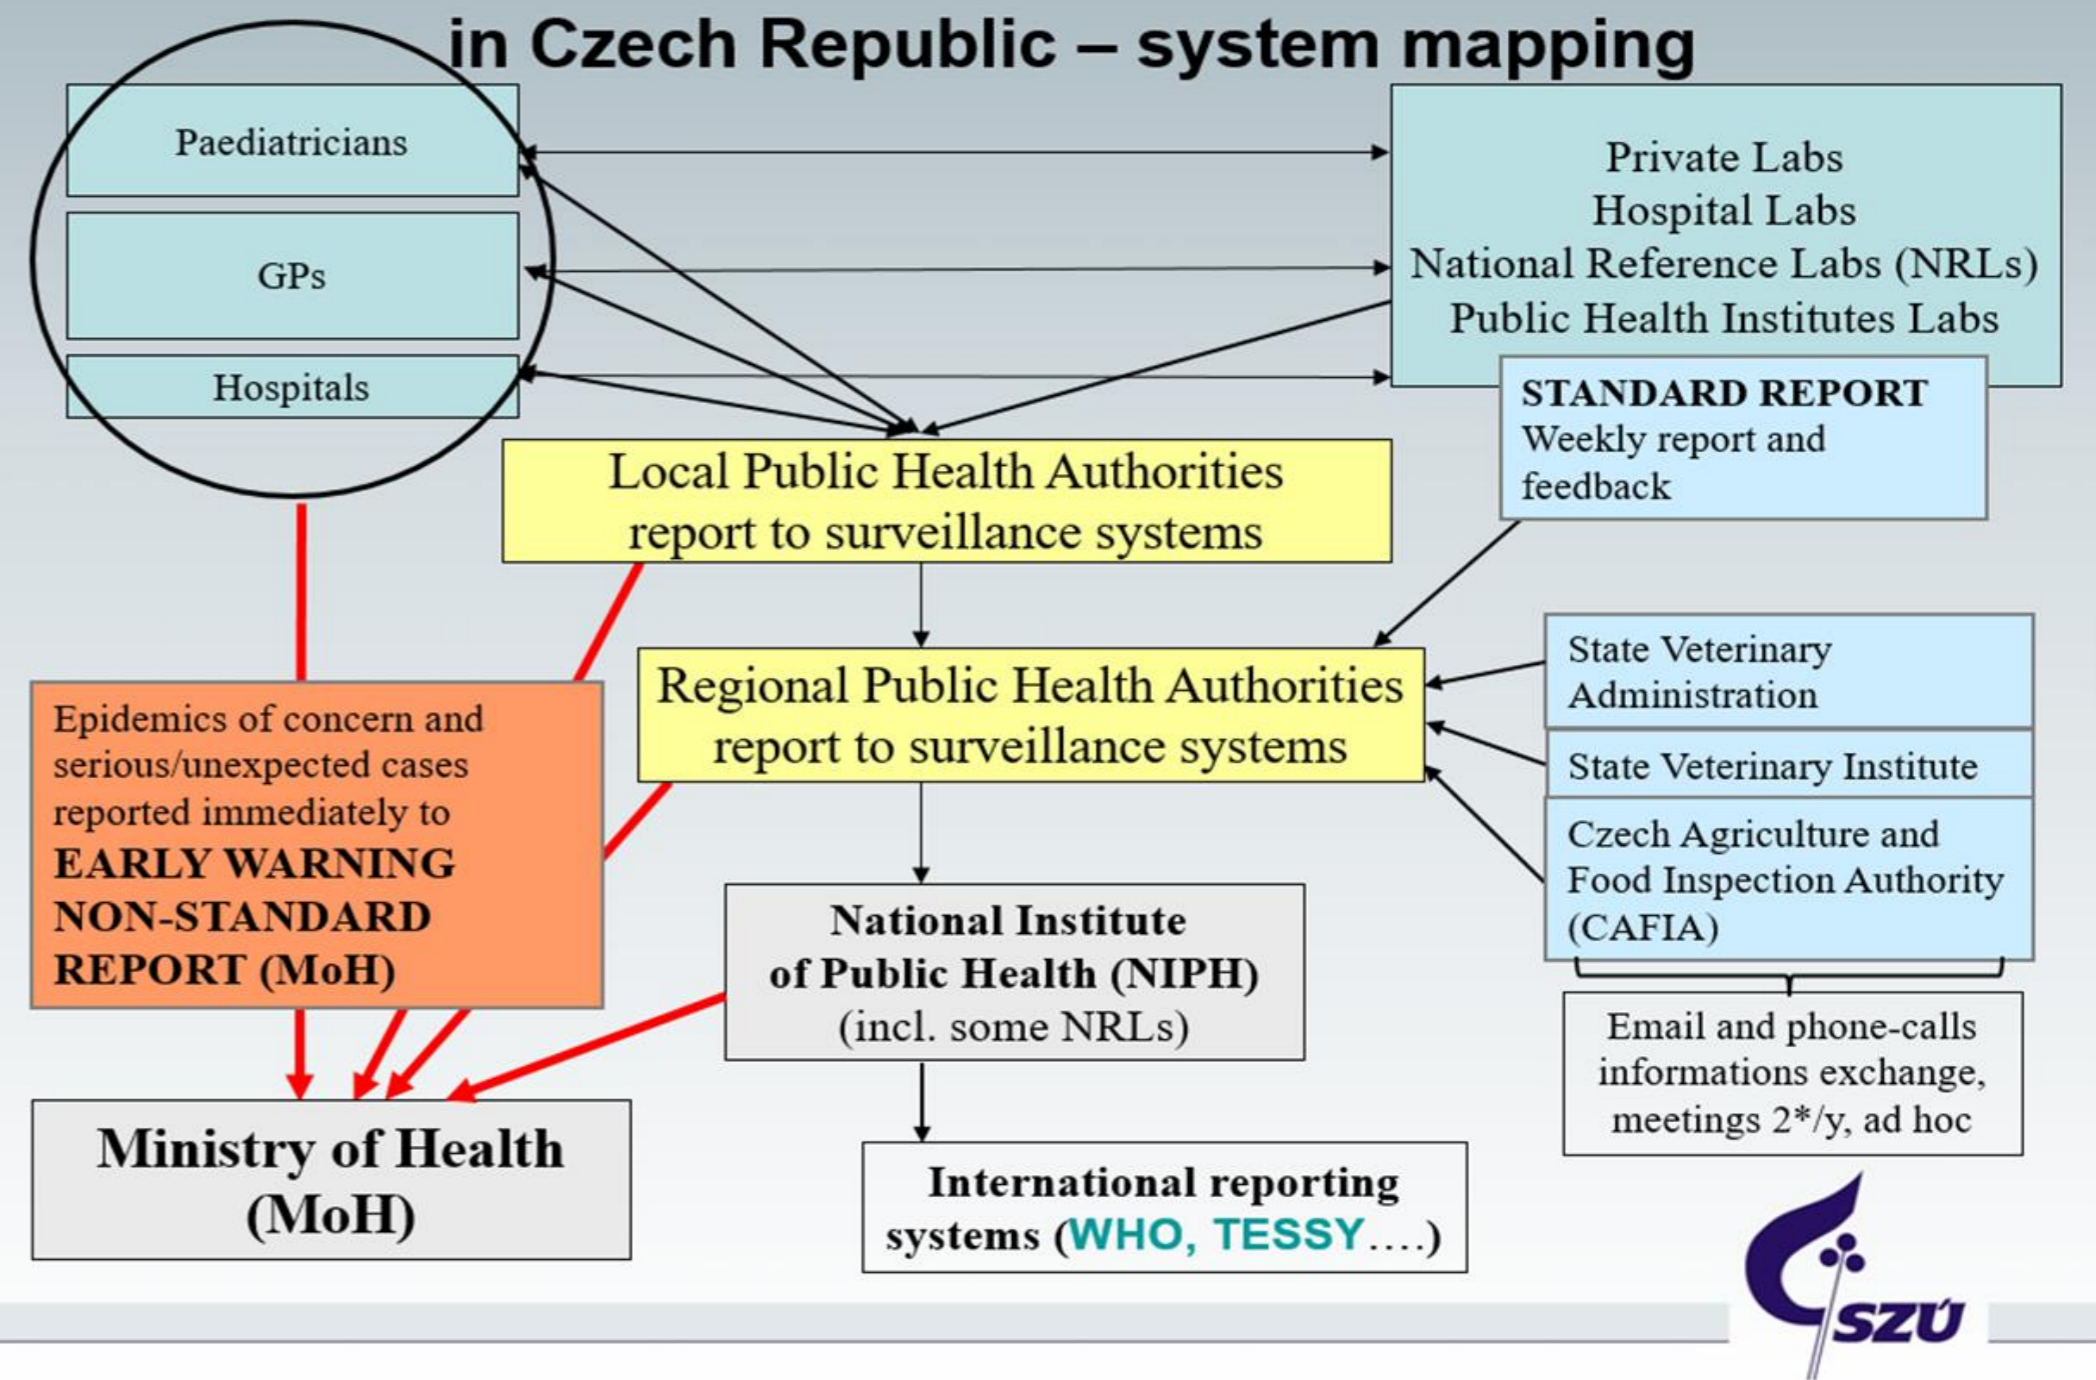 in Czech Republic – system mapping
Paediatricians
GPs
Hospitals
Private Labs
Hospital Labs
National Reference Labs (NRLs)
Public Health Institutes Labs
STANDARD REPORT
Weekly report and
feedback
Local Public Health Authorities
report to surveillance systems
Regional Public Health Authorities
report to surveillance systems
State Veterinary
Administration
State Veterinary Institute
Czech Agriculture and
Food Inspection Authority
(CAFIA)
Epidemics of concern and
serious/unexpected cases
reported immediately to
EARLY WARNING
NON-STANDARD
REPORT (MoH)
National Institute
of Public Health (NIPH)
(incl. some NRLs)
Email and phone-calls
informations exchange,
meetings 2*/y, ad hoc
Ministry of Health
(MoH)
International reporting
systems (WHO, TESSY….)
SZÚ